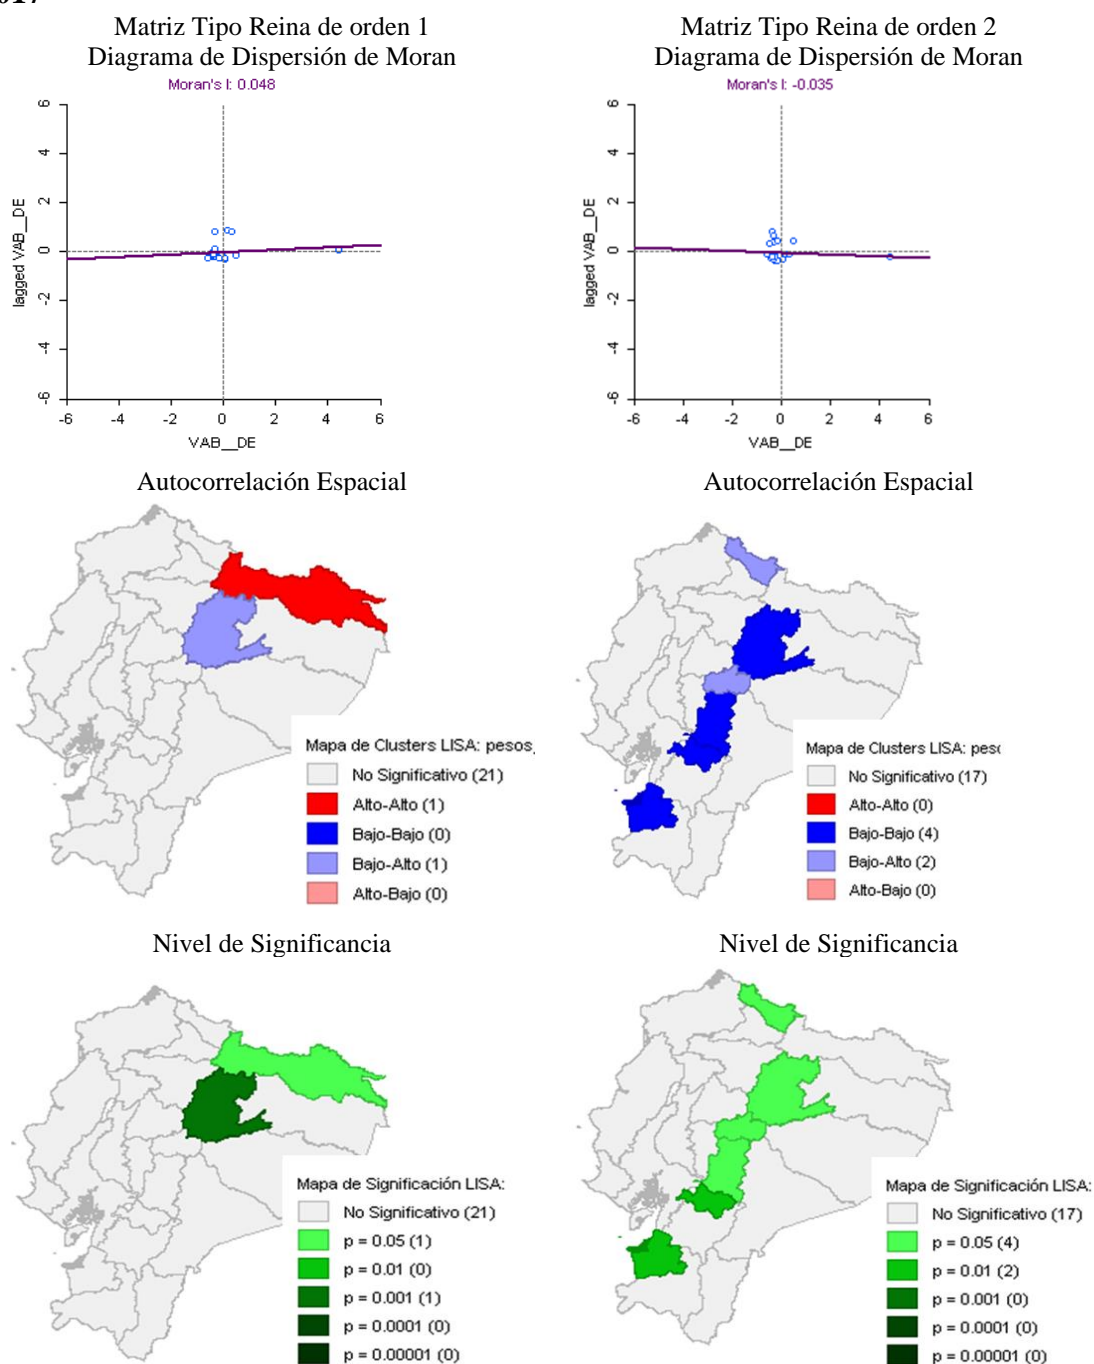 Matriz Tipo Reina de orden 1
Diagrama de Dispersión de Moran
Moran's I: 0.048
6
4
2
0
-2
-4
-6
lagged VAB__DE
-6 -4 -2 0 2 4 6
VAB__DE
Matriz Tipo Reina de orden 2
Diagrama de Dispersión de Moran
Moran's I: -0.035
6
4
2
0
-2
-4
-6
lagged VAB__DE
-6 -4 -2 0 2 4 6
VAB__DE
Autocorrelación Espacial
Mapa de Clusters LISA: pesos_
No Significativo (21)
Alto-Alto (1)
Bajo-Bajo (0)
Bajo-Alto (1)
Alto-Bajo (0)
Autocorrelación Espacial
Mapa de Clusters LISA: peso
No Significativo (17)
Alto-Alto (0)
Bajo-Bajo (4)
Bajo-Alto (2)
Alto-Bajo (0)
Nivel de Significancia
Mapa de Significación LISA:
No Significativo (21)
p = 0.05 (1)
p = 0.01 (0)
p = 0.001 (1)
p = 0.0001 (0)
p = 0.00001 (0)
Nivel de Significancia
Mapa de Significación LISA:
No Significativo (17)
p = 0.05 (4)
p = 0.01 (2)
p = 0.001 (0)
p = 0.0001 (0)
p = 0.00001 (0)